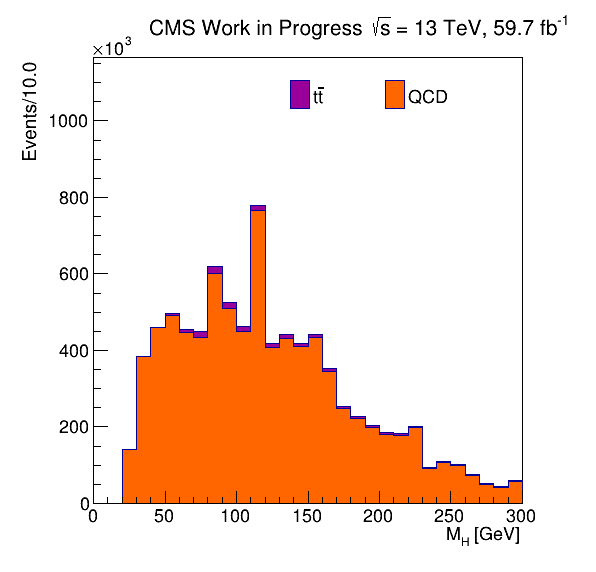 CMS Work in Progress √s = 13 TeV, 59.7 fb⁻¹
×10³
Events/10.0
tt̄
QCD
1000
800
600
400
200
0
0 50 100 150 200 250 300
M_H [GeV]